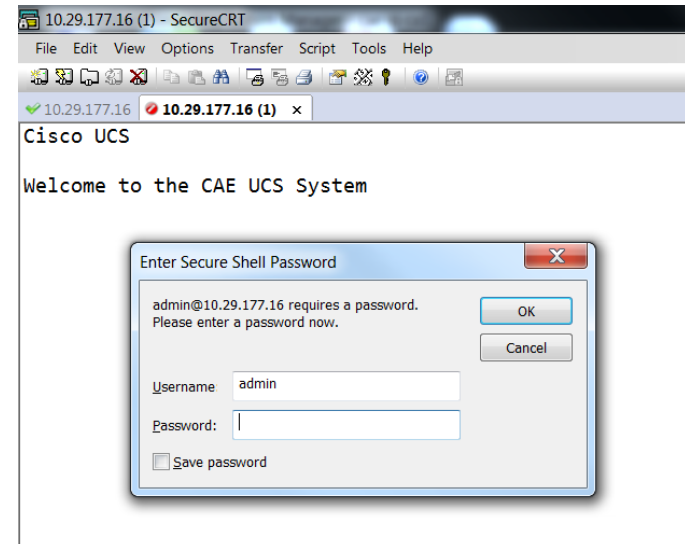 10.29.177.16 (1) - SecureCRT
File Edit View Options Transfer Script Tools Help
10.29.177.16 10.29.177.16 (1) x
Cisco UCS
Welcome to the CAE UCS System
Enter Secure Shell Password
admin@10.29.177.16 requires a password.
Please enter a password now.
OK
Cancel
Username: admin
Password:
Save password